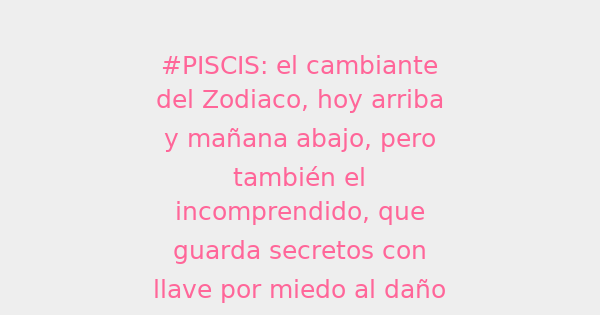 #PISCIS: el cambiante
del Zodiaco, hoy arriba
y mañana abajo, pero
también el
incomprendido, que
guarda secretos con
llave por miedo al daño